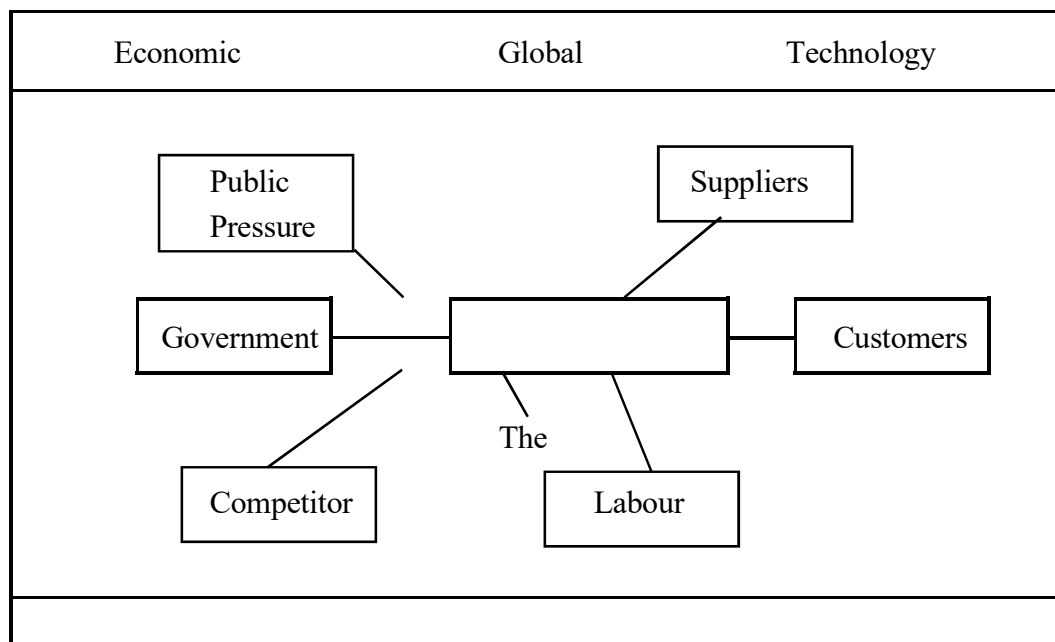 Economic Global Technology
Public
Pressure
Suppliers
Government
Customers
The
Competitor
Labour